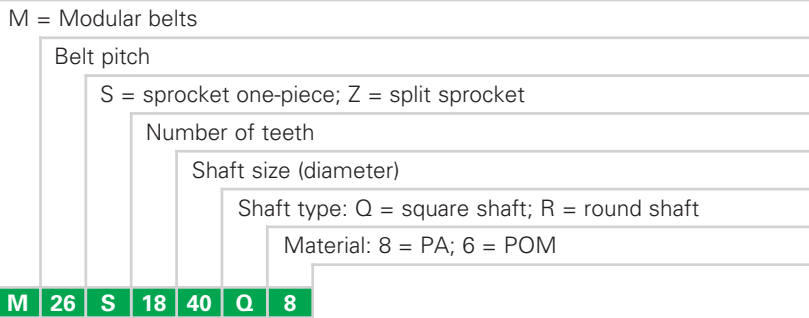 M = Modular belts
Belt pitch
S = sprocket one-piece; Z = split sprocket
Number of teeth
Shaft size (diameter)
Shaft type: Q = square shaft; R = round shaft
Material: 8 = PA; 6 = POM
M 26 S 18 40 Q 8